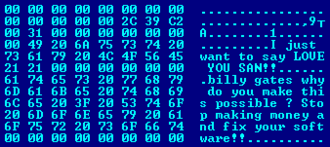 00 00 00 00 00 00 00 00 ................
00 00 00 00 00 2C 39 C2 .............,9Т
00 31 00 00 00 00 00 00 А........1......
00 49 20 6A 75 73 74 20 .........I just
73 61 79 20 4C 4F 56 45 want to say LOVE
21 21 00 00 00 00 00 00 YOU SAN!!......
61 74 65 73 20 77 68 79 .billy gates why
6D 61 6B 65 20 74 68 69 do you make thi
6C 65 20 3F 20 53 74 6F s possible ? Sto
20 6D 6F 6E 65 79 20 61 p making money a
6F 75 72 20 73 6F 66 74 nd fix your soft
00 00 00 00 00 00 00 00 ware!!..........